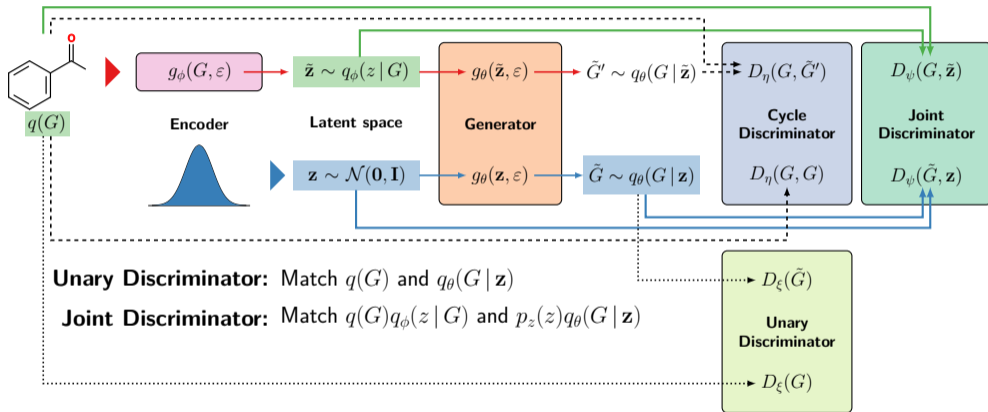 O
q(G)
g_ϕ(G, ε)
z̃ ∼ q_ϕ(z | G)
g_θ(z̃, ε)
G̃′ ∼ q_θ(G | z̃)
D_η(G, G̃′)
D_ψ(G, z̃)
Encoder
Latent space
Generator
Cycle
Discriminator
Joint
Discriminator
z ∼ 𝒩(0, I)
g_θ(z, ε)
G̃ ∼ q_θ(G | z)
D_η(G, G)
D_ψ(G̃, z)
Unary Discriminator: Match q(G) and q_θ(G | z)
Joint Discriminator: Match q(G)q_ϕ(z | G) and p_z(z)q_θ(G | z)
D_ξ(G̃)
Unary
Discriminator
D_ξ(G)